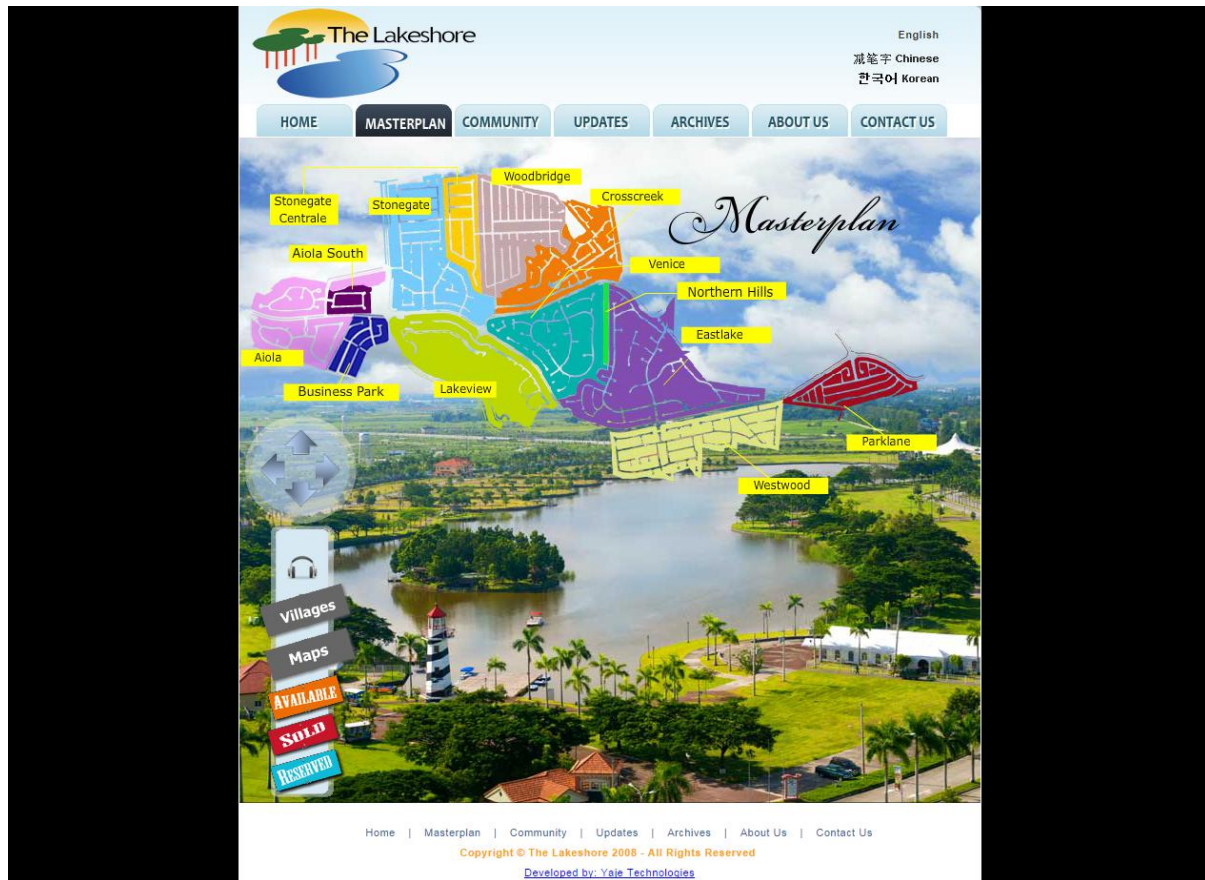 The Lakeshore
English
减笔字 Chinese
한국어 Korean
HOME
MASTERPLAN
COMMUNITY
UPDATES
ARCHIVES
ABOUT US
CONTACT US
Woodbridge
Stonegate
Centrale
Stonegate
Crosscreek
Masterplan
Aiola South
Venice
Northern Hills
Eastlake
Aiola
Business Park
Lakeview
Parklane
Westwood
Villages
Maps
AVAILABLE
SOLD
RESERVED
Home | Masterplan | Community | Updates | Archives | About Us | Contact Us
Copyright © The Lakeshore 2008 - All Rights Reserved
Developed by: Yaje Technologies